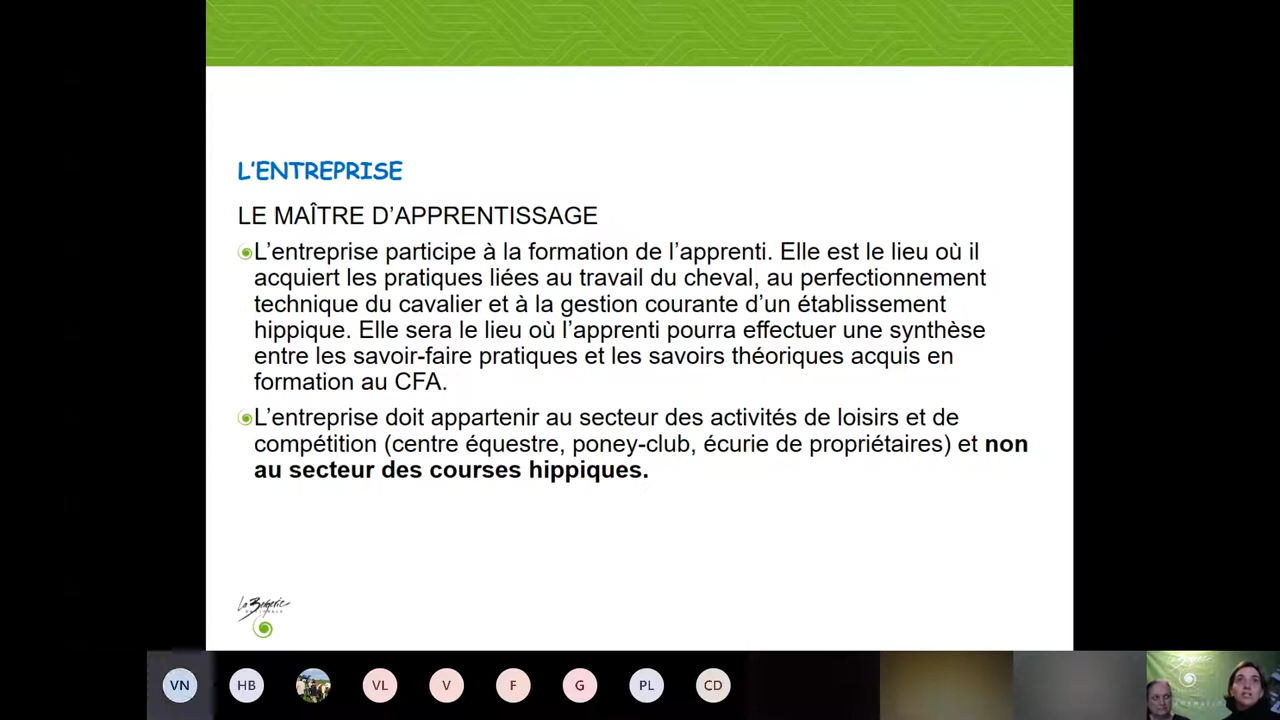 L'ENTREPRISE
LE MAÎTRE D'APPRENTISSAGE
L'entreprise participe à la formation de l'apprenti. Elle est le lieu où il
acquiert les pratiques liées au travail du cheval, au perfectionnement
technique du cavalier et à la gestion courante d'un établissement
hippique. Elle sera le lieu où l'apprenti pourra effectuer une synthèse
entre les savoir-faire pratiques et les savoirs théoriques acquis en
formation au CFA.
L'entreprise doit appartenir au secteur des activités de loisirs et de
compétition (centre équestre, poney-club, écurie de propriétaires) et non
au secteur des courses hippiques.
La Bergerie
VN HB VL V F G PL CD